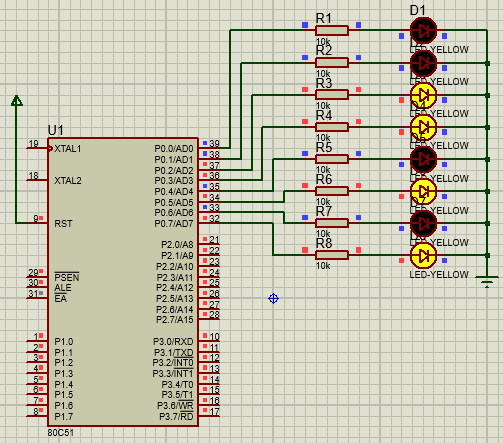 D1
R1
10k
LED-YELLOW
R2
10k
LED-YELLOW
R3
10k
LED-YELLOW
R4
10k
LED-YELLOW
R5
10k
LED-YELLOW
R6
10k
LED-YELLOW
R7
10k
LED-YELLOW
R8
10k
LED-YELLOW
U1
19 XTAL1
18 XTAL2
9 RST
29 PSEN
30 ALE
31 EA
1 P1.0
2 P1.1
3 P1.2
4 P1.3
5 P1.4
6 P1.5
7 P1.6
8 P1.7
P0.0/AD0 39
P0.1/AD1 38
P0.2/AD2 37
P0.3/AD3 36
P0.4/AD4 35
P0.5/AD5 34
P0.6/AD6 33
P0.7/AD7 32
P2.0/A8 21
P2.1/A9 22
P2.2/A10 23
P2.3/A11 24
P2.4/A12 25
P2.5/A13 26
P2.6/A14 27
P2.7/A15 28
P3.0/RXD 10
P3.1/TXD 11
P3.2/INT0 12
P3.3/INT1 13
P3.4/T0 14
P3.5/T1 15
P3.6/WR 16
P3.7/RD 17
80C51